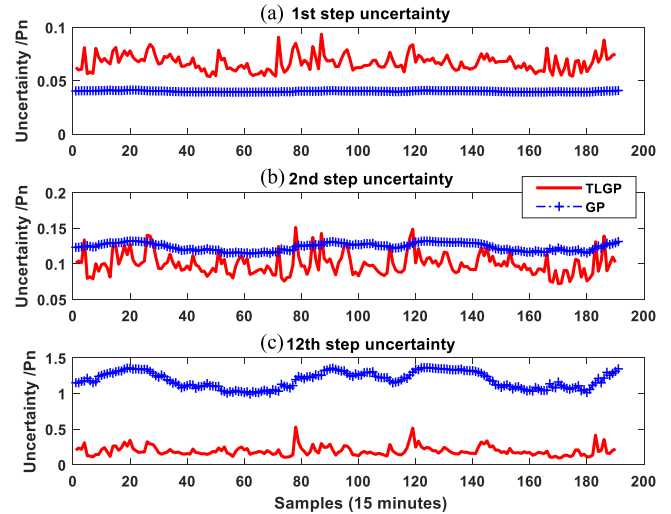 (a) 1st step uncertainty
Uncertainty /Pn
0.1
0.05
0
0 20 40 60 80 100 120 140 160 180 200
(b) 2nd step uncertainty
Uncertainty /Pn
0.2
0.15
0.1
0.05
TLGP
GP
0 20 40 60 80 100 120 140 160 180 200
(c) 12th step uncertainty
Uncertainty /Pn
1.5
1
0.5
0
0 20 40 60 80 100 120 140 160 180 200
Samples (15 minutes)